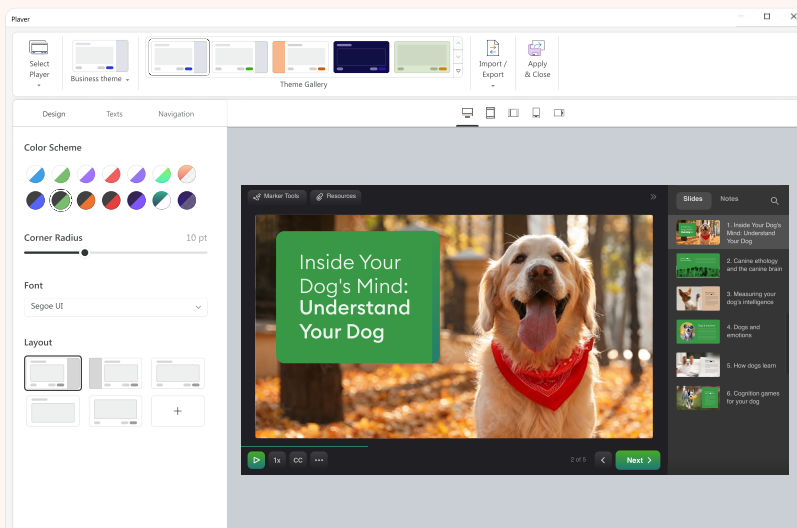 Player
Select
Player
Business theme
Theme Gallery
Import /
Export
Apply
& Close
Design
Texts
Navigation
Color Scheme
Corner Radius
10 pt
Font
Segoe UI
Layout
Marker Tools
Resources
Inside Your
Dog's Mind:
Understand
Your Dog
1x
CC
2 of 5
Next
Slides
Notes
1. Inside Your Dog's
Mind: Understand
Your Dog
2. Canine ethology
and the canine brain
3. Measuring your
dog's intelligence
4. Dogs and
emotions
5. How dogs learn
6. Cognition games
for your dog